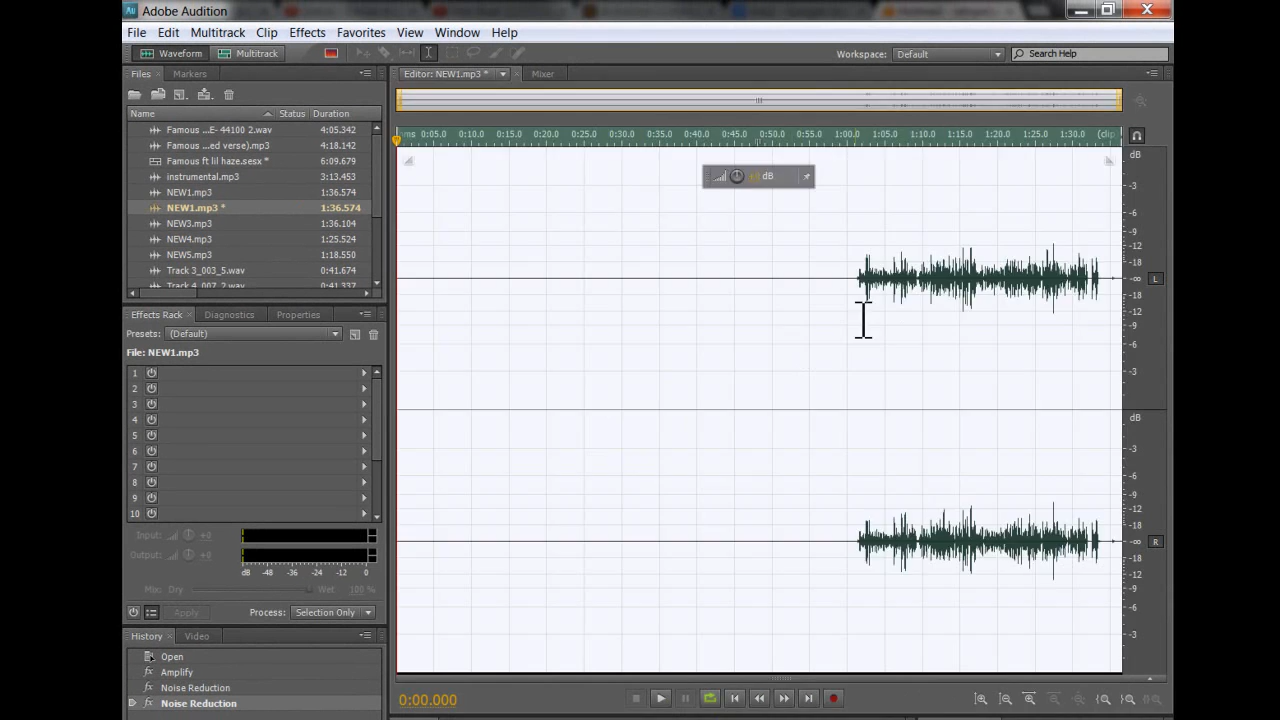 Au Adobe Audition
File Edit Multitrack Clip Effects Favorites View Window Help
Waveform Multitrack Workspace: Default Search Help
Files Markers Editor: NEW1.mp3 * Mixer
Name Status Duration
Famous ...E- 44100 2.wav 4:05.342
Famous ...ed verse).mp3 4:18.142
Famous ft lil haze.sesx * 6:09.679
instrumental.mp3 3:13.453
NEW1.mp3 1:36.574
NEW1.mp3 * 1:36.574
NEW3.mp3 1:36.104
NEW4.mp3 1:25.524
NEW5.mp3 1:18.550
Track 3_003_5.wav 0:41.674
Track 4_007_2.wav 0:41.337
Effects Rack Diagnostics Properties
Presets: (Default)
File: NEW1.mp3
1
2
3
4
5
6
7
8
9
10
Input: +0
Output: +0
dB -48 -36 -24 -12 0
Mix: Dry Wet 100 %
Apply Process: Selection Only
History Video
Open
Amplify
Noise Reduction
Noise Reduction
hms 0:05.0 0:10.0 0:15.0 0:20.0 0:25.0 0:30.0 0:35.0 0:40.0 0:45.0 0:50.0 0:55.0 1:00.0 1:05.0 1:10.0 1:15.0 1:20.0 1:25.0 1:30.0 (clip
dB
dB
-3
-6
-9
-12
-18
-∞ L
-18
-12
-9
-6
-3
dB
-3
-6
-9
-12
-18
-∞ R
-18
-12
-9
-6
-3
0:00.000